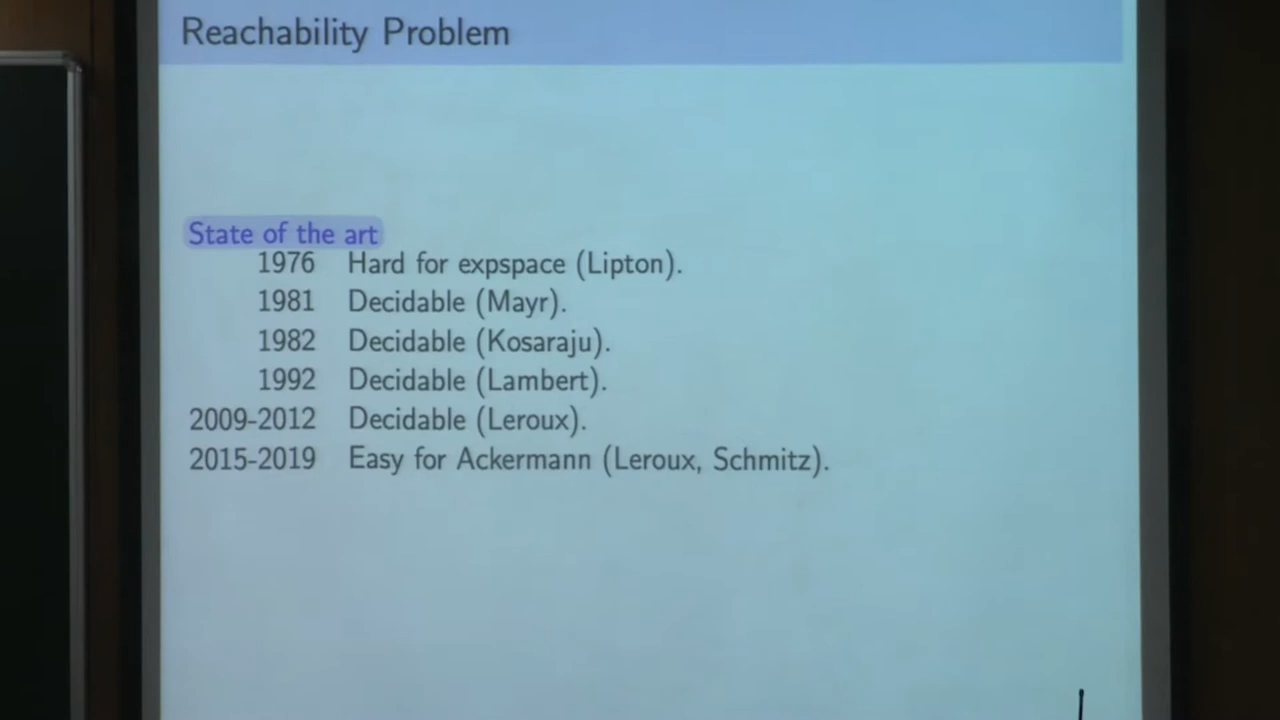 Reachability Problem
State of the art
1976 Hard for expspace (Lipton).
1981 Decidable (Mayr).
1982 Decidable (Kosaraju).
1992 Decidable (Lambert).
2009-2012 Decidable (Leroux).
2015-2019 Easy for Ackermann (Leroux, Schmitz).